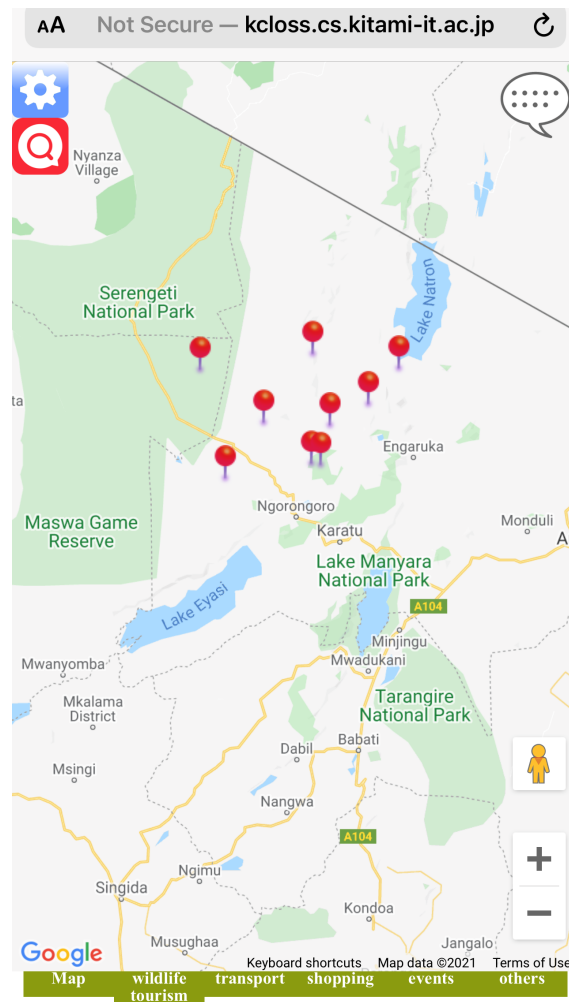 AA Not Secure — kcloss.cs.kitami-it.ac.jp
Nyanza
Village
Serengeti
National Park
Lake Natron
ta
Engaruka
Ngorongoro
Monduli
Maswa Game
Reserve
Karatu
A
Lake Manyara
National Park
Lake Eyasi
A104
Minjingu
Mwanyomba
Mwadukani
Mkalama
District
Tarangire
National Park
Babati
Dabil
Msingi
Nangwa
A104
Ngimu
Singida
Kondoa
Musughaa
Jangalo
Google
Keyboard shortcuts Map data ©2021 Terms of Use
Map wildlife tourism transport shopping events others